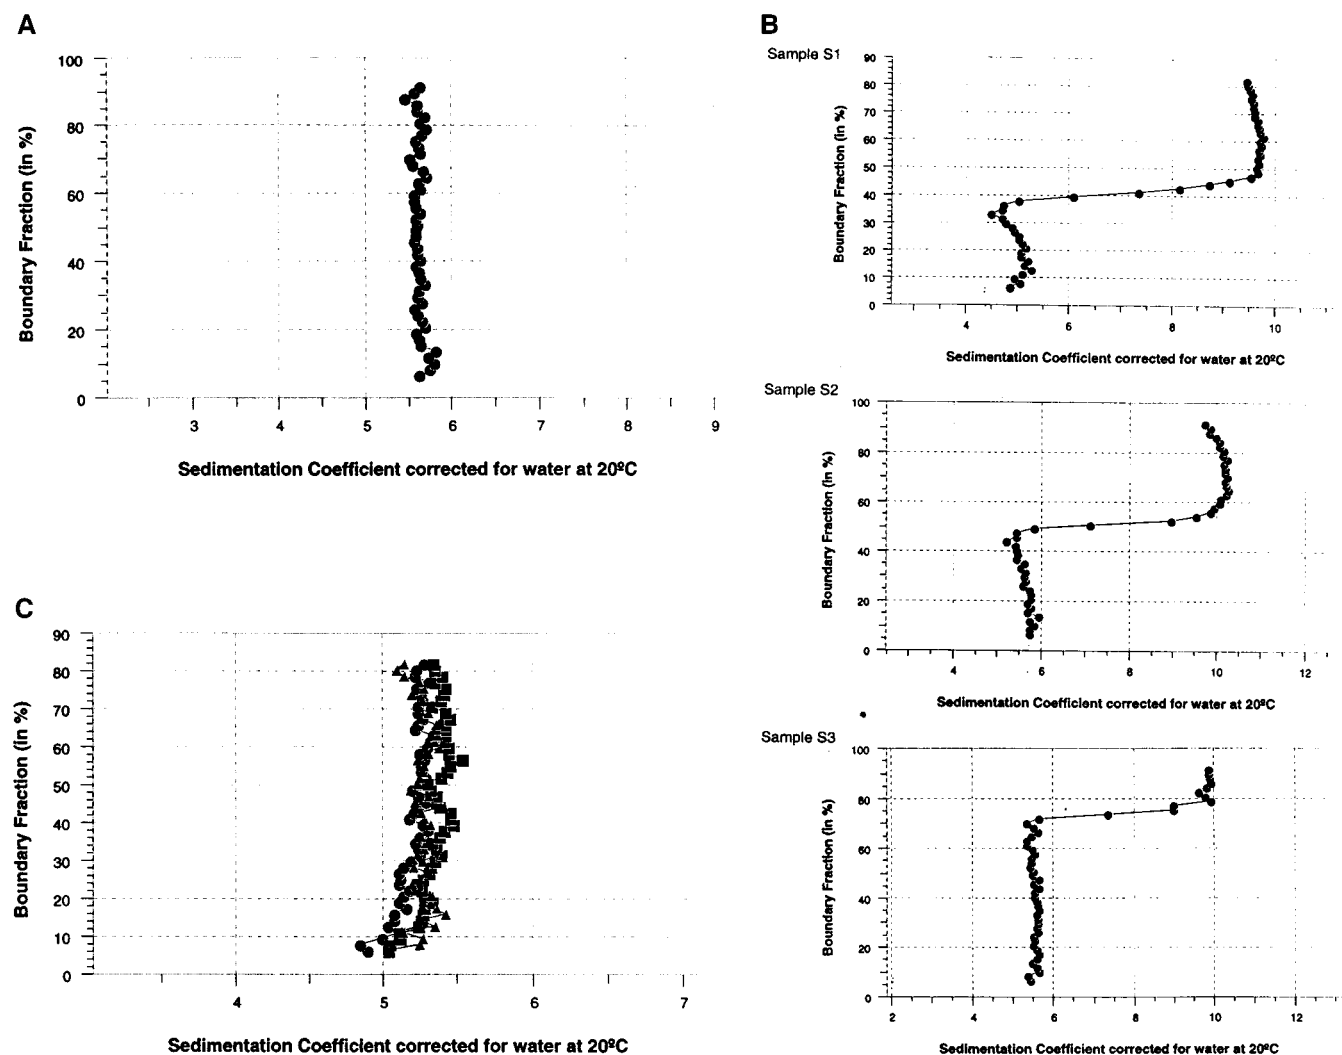 A
100
80
60
40
20
0
Boundary Fraction (in %)
3 4 5 6 7 8 9
Sedimentation Coefficient corrected for water at 20ºC
B
Sample S1
90
80
70
60
50
40
30
20
10
0
Boundary Fraction (in %)
4 6 8 10
Sedimentation Coefficient corrected for water at 20ºC
Sample S2
100
80
60
40
20
0
Boundary Fraction (in %)
4 6 8 10 12
Sedimentation Coefficient corrected for water at 20ºC
Sample S3
100
80
60
40
20
0
Boundary Fraction (in %)
2 4 6 8 10 12
Sedimentation Coefficient corrected for water at 20ºC
C
90
80
70
60
50
40
30
20
10
0
Boundary Fraction (in %)
4 5 6 7
Sedimentation Coefficient corrected for water at 20ºC